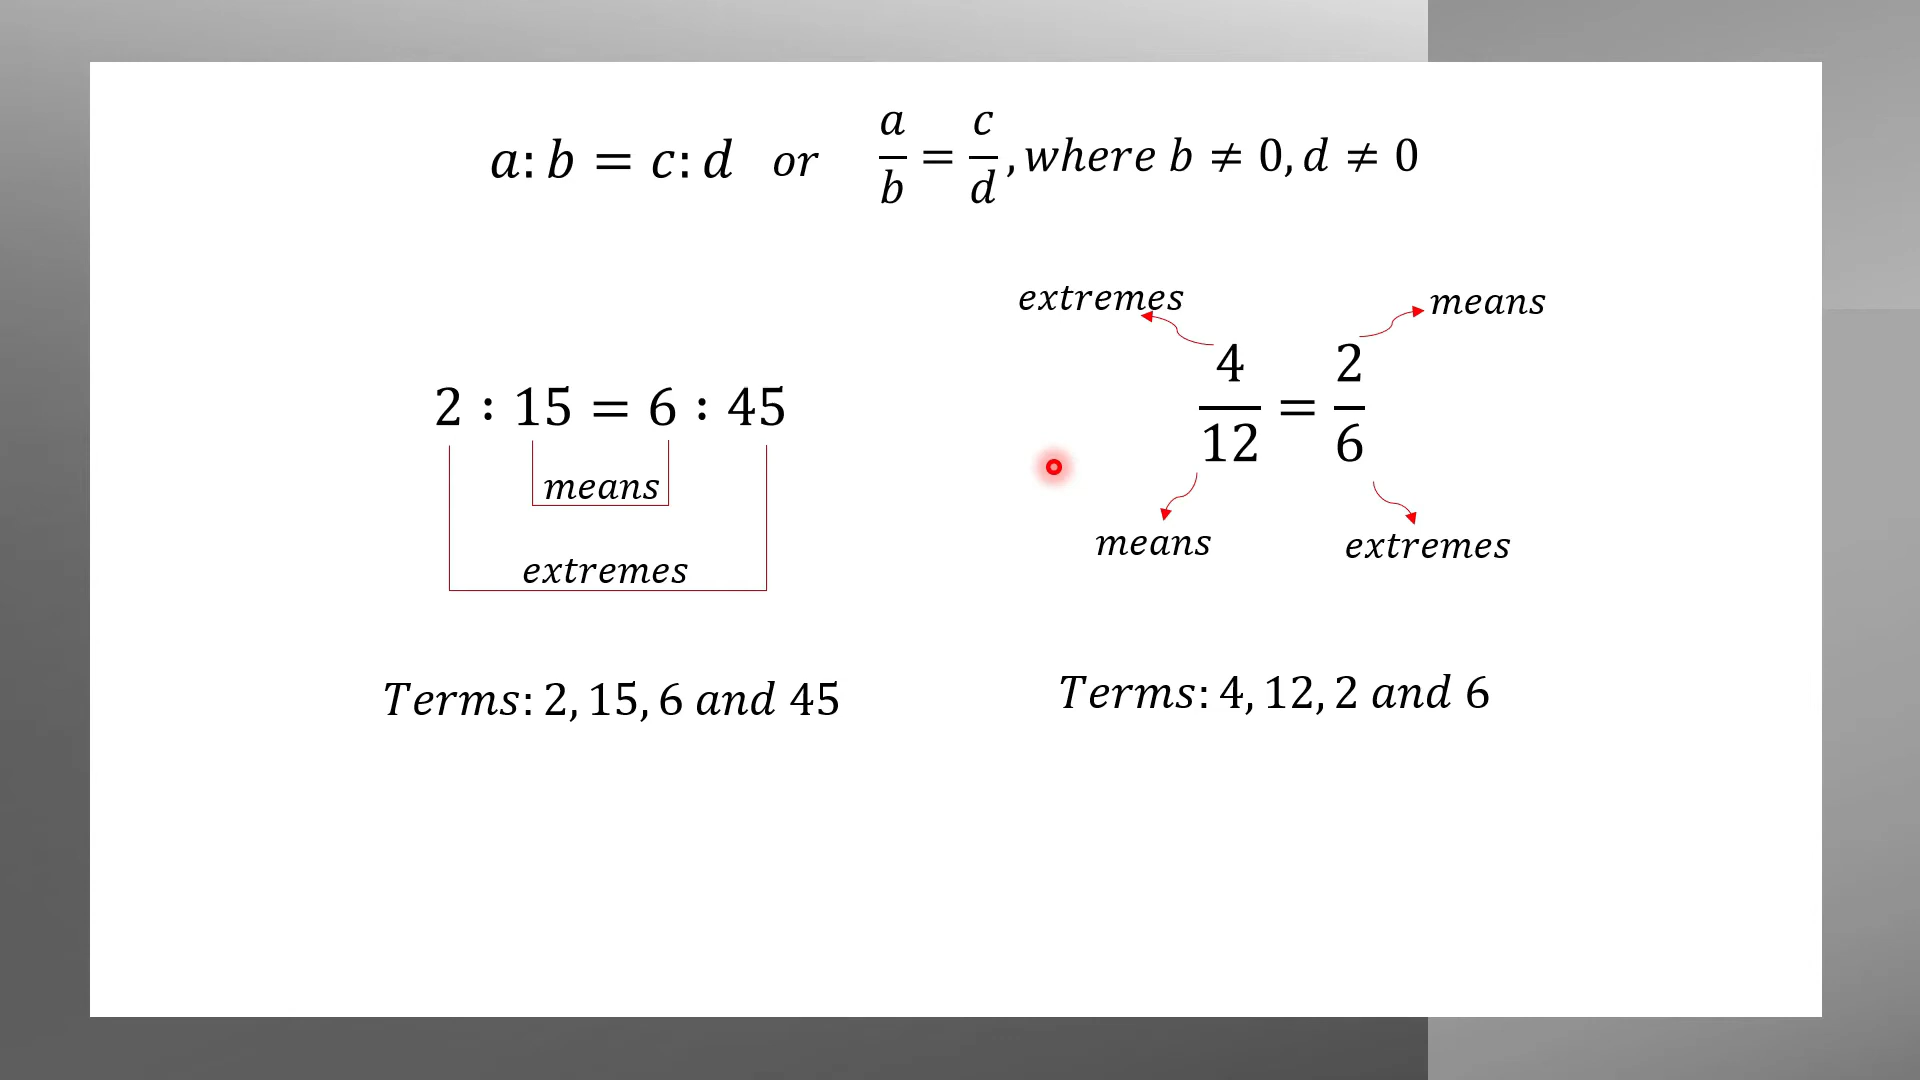 a: b = c: d or a/b = c/d, where b ≠ 0, d ≠ 0
extremes means
2 : 15 = 6 : 45
4/12 = 2/6
means
extremes
means extremes
Terms: 2, 15, 6 and 45
Terms: 4, 12, 2 and 6